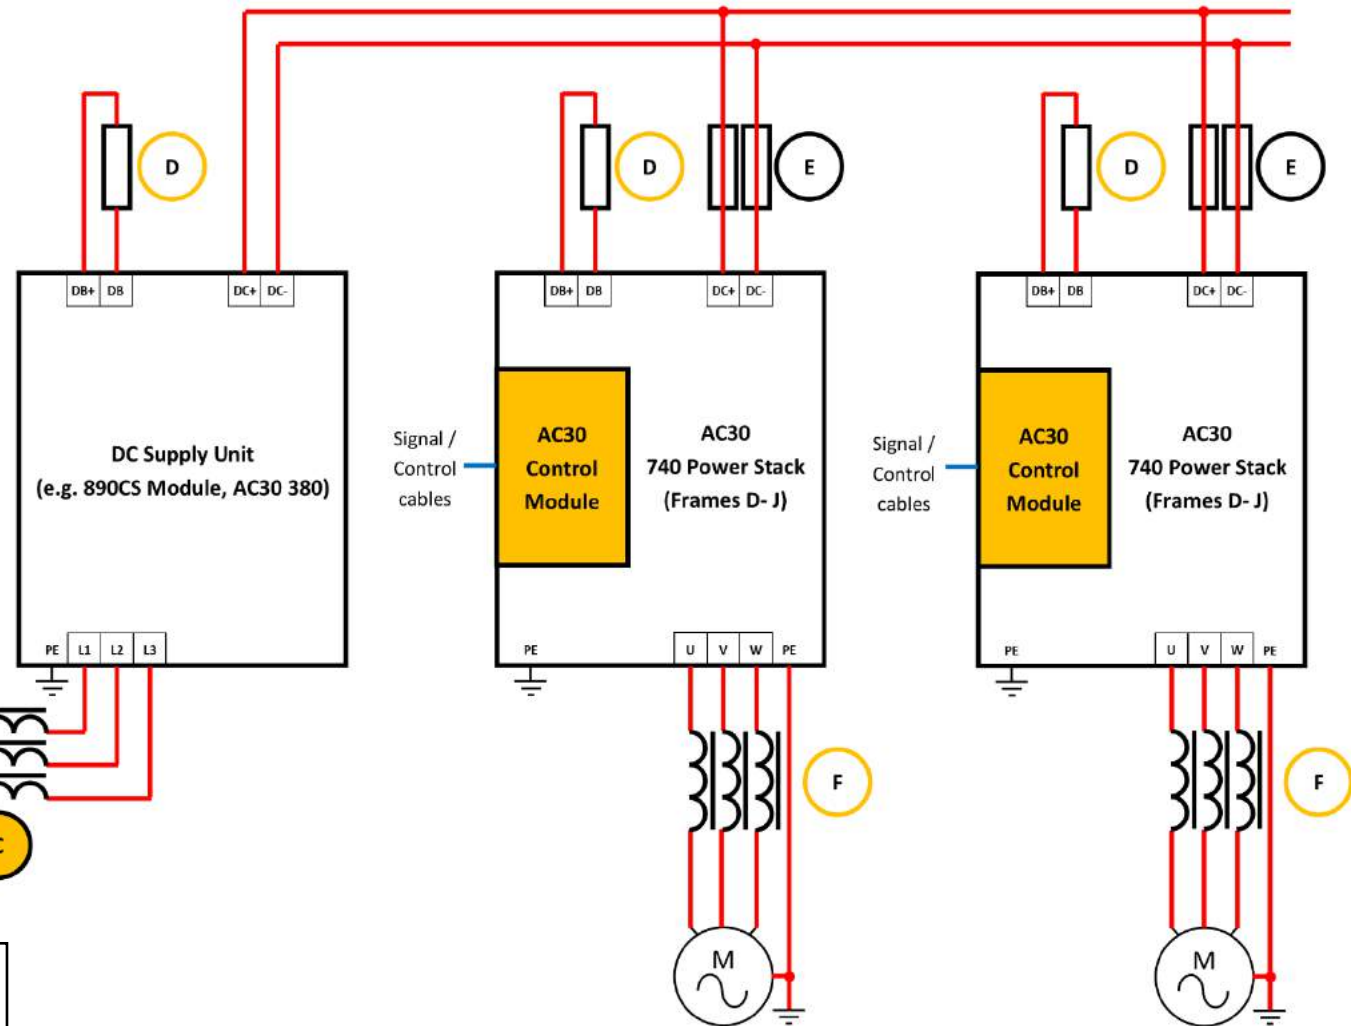 D
D
E
D
E
DB+ DB DC+ DC-
DB+ DB DC+ DC-
DB+ DB DC+ DC-
DC Supply Unit
(e.g. 890CS Module, AC30 380)
Signal /
Control
cables
AC30
Control
Module
AC30
740 Power Stack
(Frames D- J)
Signal /
Control
cables
AC30
Control
Module
AC30
740 Power Stack
(Frames D- J)
PE L1 L2 L3
PE U V W PE
PE U V W PE
F
F
C
M
M